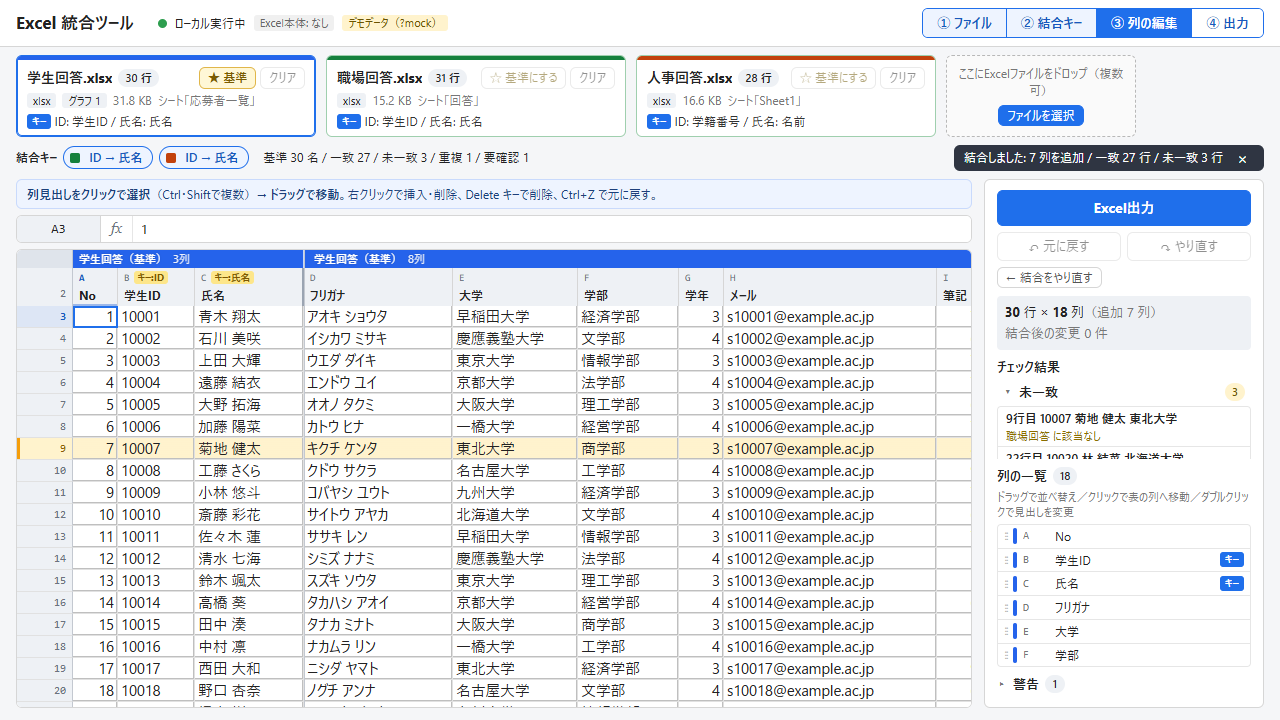 Excel 統合ツール
ローカル実行中
Excel本体: なし
デモデータ（?mock）
① ファイル
② 結合キー
③ 列の編集
④ 出力
学生回答.xlsx 30 行 ★ 基準 クリア
xlsx グラフ 1 31.8 KB シート「応募者一覧」
キー ID: 学生ID / 氏名: 氏名
職場回答.xlsx 31 行 ☆ 基準にする クリア
xlsx 15.2 KB シート「回答」
キー ID: 学生ID / 氏名: 氏名
人事回答.xlsx 28 行 ☆ 基準にする クリア
xlsx 16.6 KB シート「Sheet1」
キー ID: 学籍番号 / 氏名: 名前
ここにExcelファイルをドロップ（複数
可）
ファイルを選択
結合キー ID → 氏名 ID → 氏名 基準 30 名 / 一致 27 / 未一致 3 / 重複 1 / 要確認 1
結合しました: 7 列を追加 / 一致 27 行 / 未一致 3 行 ×
列見出しをクリックで選択（Ctrl・Shiftで複数）→ ドラッグで移動。右クリックで挿入・削除、Delete キーで削除、Ctrl+Z で元に戻す。
A3 fx 1
学生回答（基準） 3列 学生回答（基準） 8列
A B キー:ID C キー:氏名 D E F G H I
2 No 学生ID 氏名 フリガナ 大学 学部 学年 メール 筆記
3 1 10001 青木 翔太 アオキ ショウタ 早稲田大学 経済学部 3 s10001@example.ac.jp
4 2 10002 石川 美咲 イシカワ ミサキ 慶應義塾大学 文学部 4 s10002@example.ac.jp
5 3 10003 上田 大輝 ウエダ ダイキ 東京大学 情報学部 3 s10003@example.ac.jp
6 4 10004 遠藤 結衣 エンドウ ユイ 京都大学 法学部 4 s10004@example.ac.jp
7 5 10005 大野 拓海 オオノ タクミ 大阪大学 理工学部 3 s10005@example.ac.jp
8 6 10006 加藤 陽菜 カトウ ヒナ 一橋大学 経営学部 4 s10006@example.ac.jp
9 7 10007 菊地 健太 キクチ ケンタ 東北大学 商学部 3 s10007@example.ac.jp
10 8 10008 工藤 さくら クドウ サクラ 名古屋大学 工学部 4 s10008@example.ac.jp
11 9 10009 小林 悠斗 コバヤシ ユウト 九州大学 経済学部 3 s10009@example.ac.jp
12 10 10010 斎藤 彩花 サイトウ アヤカ 北海道大学 文学部 4 s10010@example.ac.jp
13 11 10011 佐々木 蓮 ササキ レン 早稲田大学 情報学部 3 s10011@example.ac.jp
14 12 10012 清水 七海 シミズ ナナミ 慶應義塾大学 法学部 4 s10012@example.ac.jp
15 13 10013 鈴木 颯太 スズキ ソウタ 東京大学 理工学部 3 s10013@example.ac.jp
16 14 10014 高橋 葵 タカハシ アオイ 京都大学 経営学部 4 s10014@example.ac.jp
17 15 10015 田中 湊 タナカ ミナト 大阪大学 商学部 3 s10015@example.ac.jp
18 16 10016 中村 凛 ナカムラ リン 一橋大学 工学部 4 s10016@example.ac.jp
19 17 10017 西田 大和 ニシダ ヤマト 東北大学 経済学部 3 s10017@example.ac.jp
20 18 10018 野口 杏奈 ノグチ アンナ 名古屋大学 文学部 4 s10018@example.ac.jp
Excel出力
元に戻す やり直す
← 結合をやり直す
30 行 × 18 列（追加 7 列）
結合後の変更 0 件
チェック結果
未一致 3
9行目 10007 菊地 健太 東北大学
職場回答 に該当なし
22行目 10020 林 結菜 北海道大学
列の一覧 18
ドラッグで並べ替え／クリックで表の列へ移動／ダブルクリッ
クで見出しを変更
A No
B 学生ID キー
C 氏名 キー
D フリガナ
E 大学
F 学部
警告 1